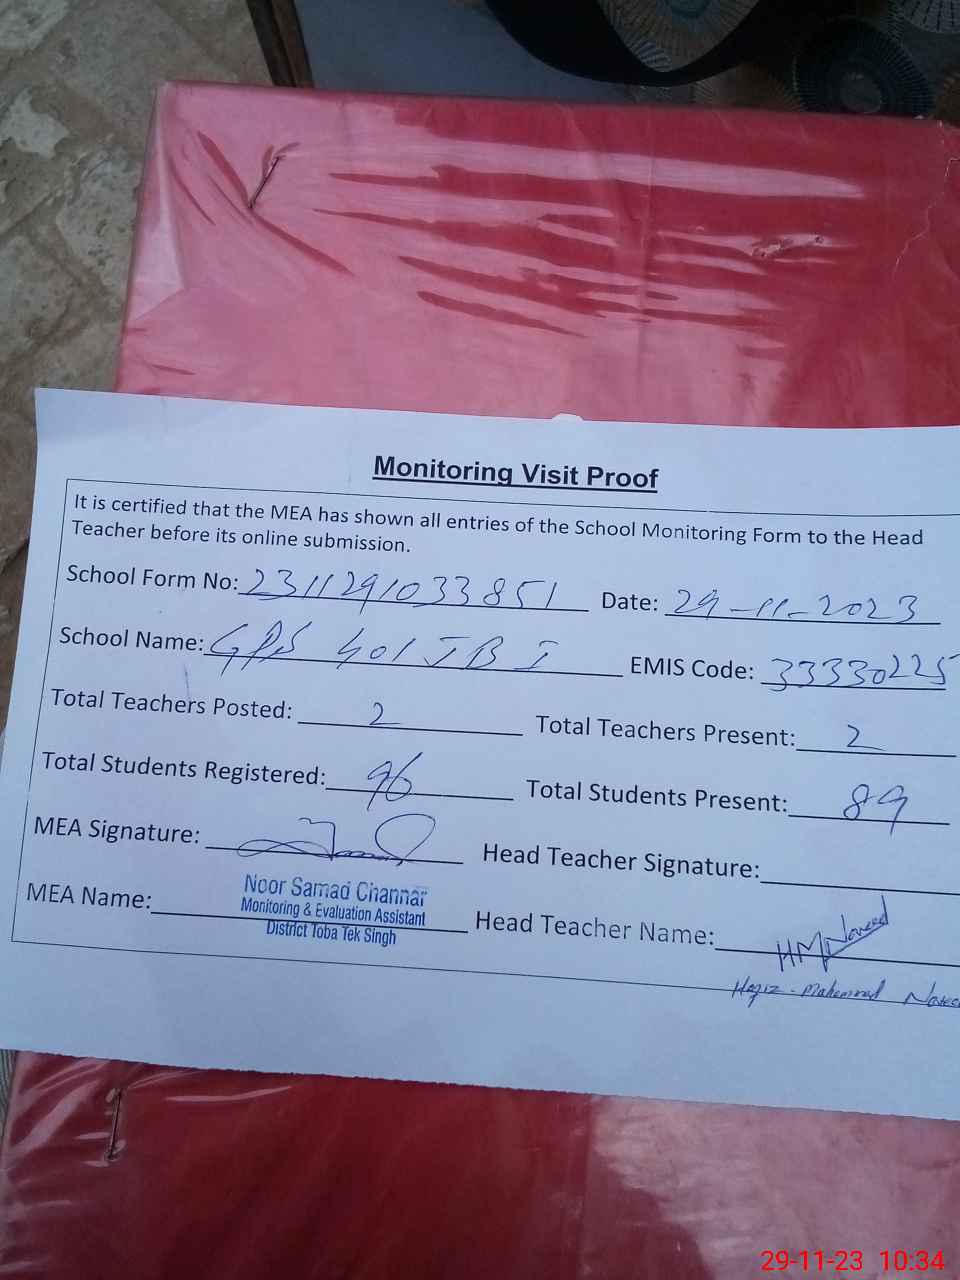 Monitoring Visit Proof
It is certified that the MEA has shown all entries of the School Monitoring Form to the Head
Teacher before its online submission.
School Form No: 2311291033851 Date: 29-11-2023
School Name: GPS 401 JB I EMIS Code: 33330225
Total Teachers Posted: 2 Total Teachers Present: 2
Total Students Registered: 96 Total Students Present: 89
MEA Signature: Head Teacher Signature:
MEA Name: Noor Samad Channar
Monitoring & Evaluation Assistant
District Toba Tek Singh
Head Teacher Name: HMNaveed
Hafiz - Mohammad
29-11-23 10:34